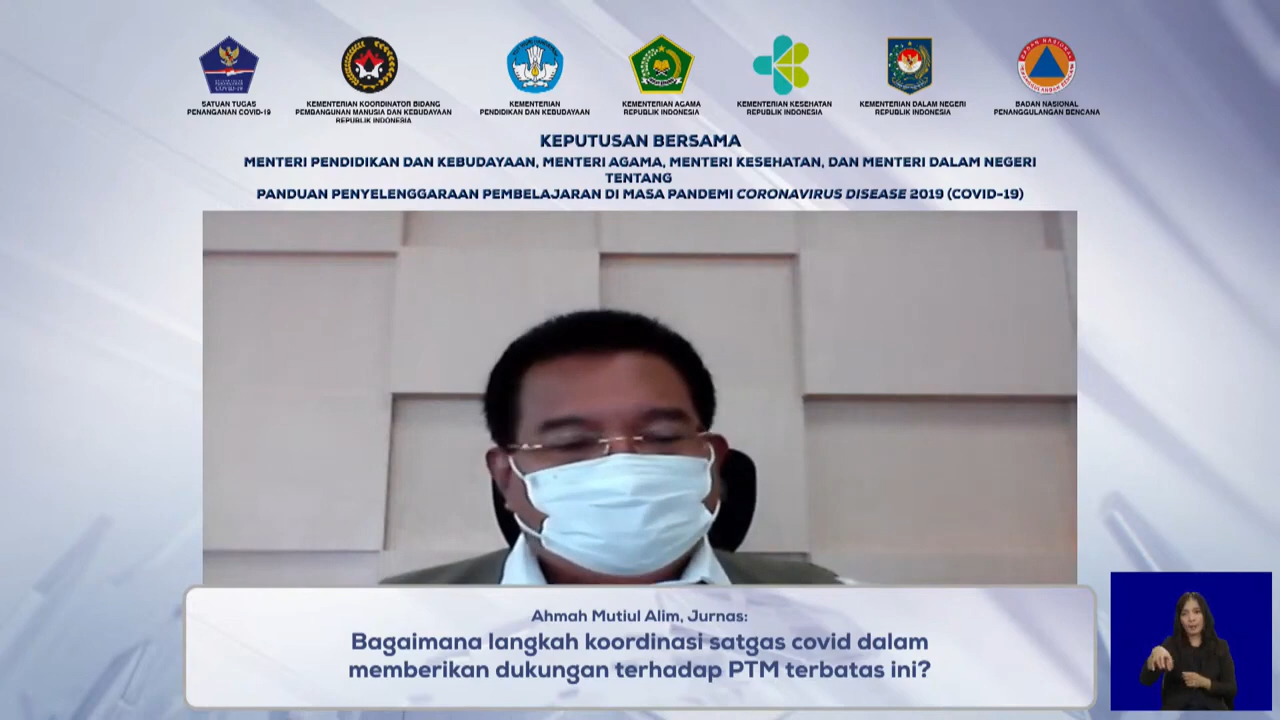 SATUAN TUGAS
PENANGANAN COVID-19
KEMENTERIAN KOORDINATOR BIDANG
PEMBANGUNAN MANUSIA DAN KEBUDAYAAN
REPUBLIK INDONESIA
KEMENTERIAN
PENDIDIKAN DAN KEBUDAYAAN
KEMENTERIAN AGAMA
REPUBLIK INDONESIA
KEMENTERIAN KESEHATAN
REPUBLIK INDONESIA
KEMENTERIAN DALAM NEGERI
REPUBLIK INDONESIA
BADAN NASIONAL
PENANGGULANGAN BENCANA
KEPUTUSAN BERSAMA
MENTERI PENDIDIKAN DAN KEBUDAYAAN, MENTERI AGAMA, MENTERI KESEHATAN, DAN MENTERI DALAM NEGERI
TENTANG
PANDUAN PENYELENGGARAAN PEMBELAJARAN DI MASA PANDEMI CORONAVIRUS DISEASE 2019 (COVID-19)
Ahmah Mutiul Alim, Jurnas:
Bagaimana langkah koordinasi satgas covid dalam
memberikan dukungan terhadap PTM terbatas ini?